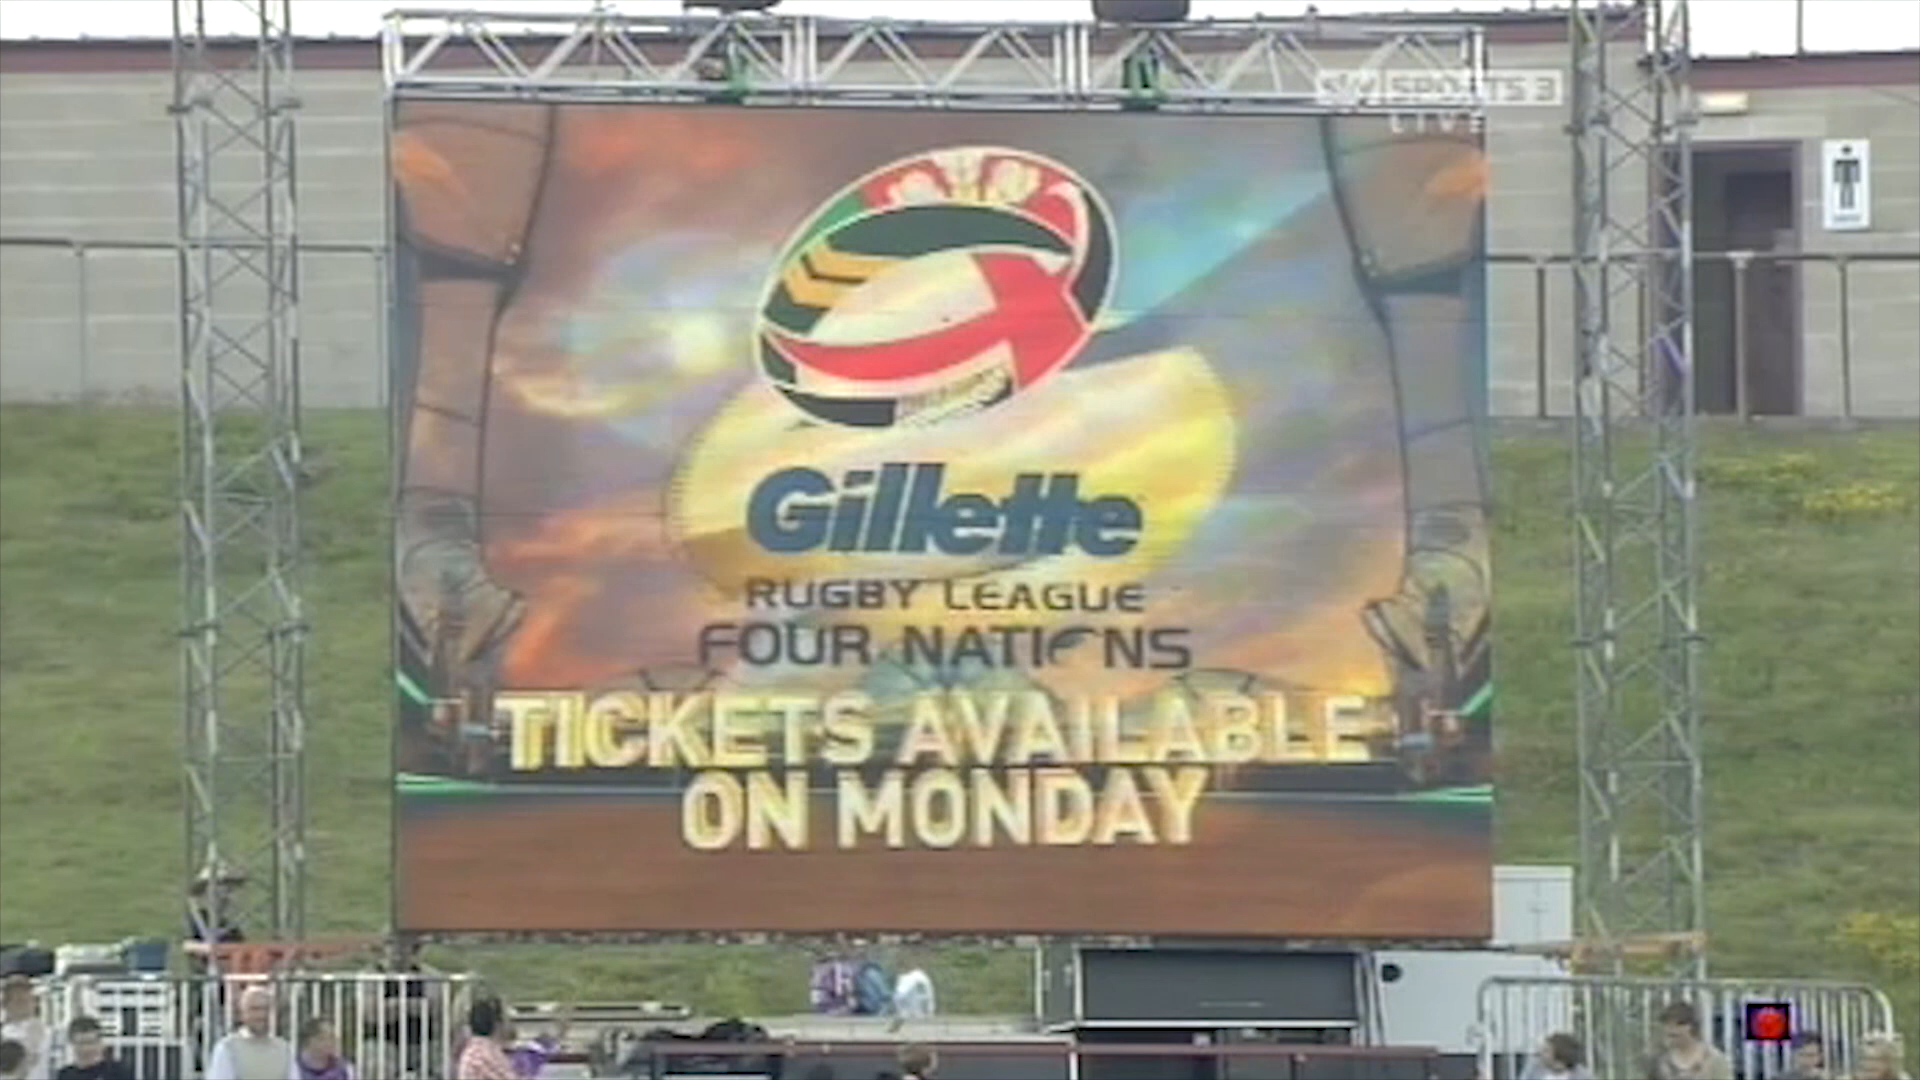 sky SPORTS 3
LIVE
Gillette
RUGBY LEAGUE
FOUR NATIONS
TICKETS AVAILABLE
ON MONDAY